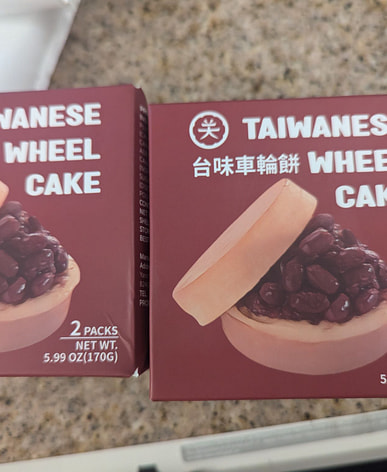 WANESE
WHEEL
CAKE
2 PACKS
NET WT.
5.99 OZ(170G)
TAIWANES
台味車輪餅 WHEE
CAK
5